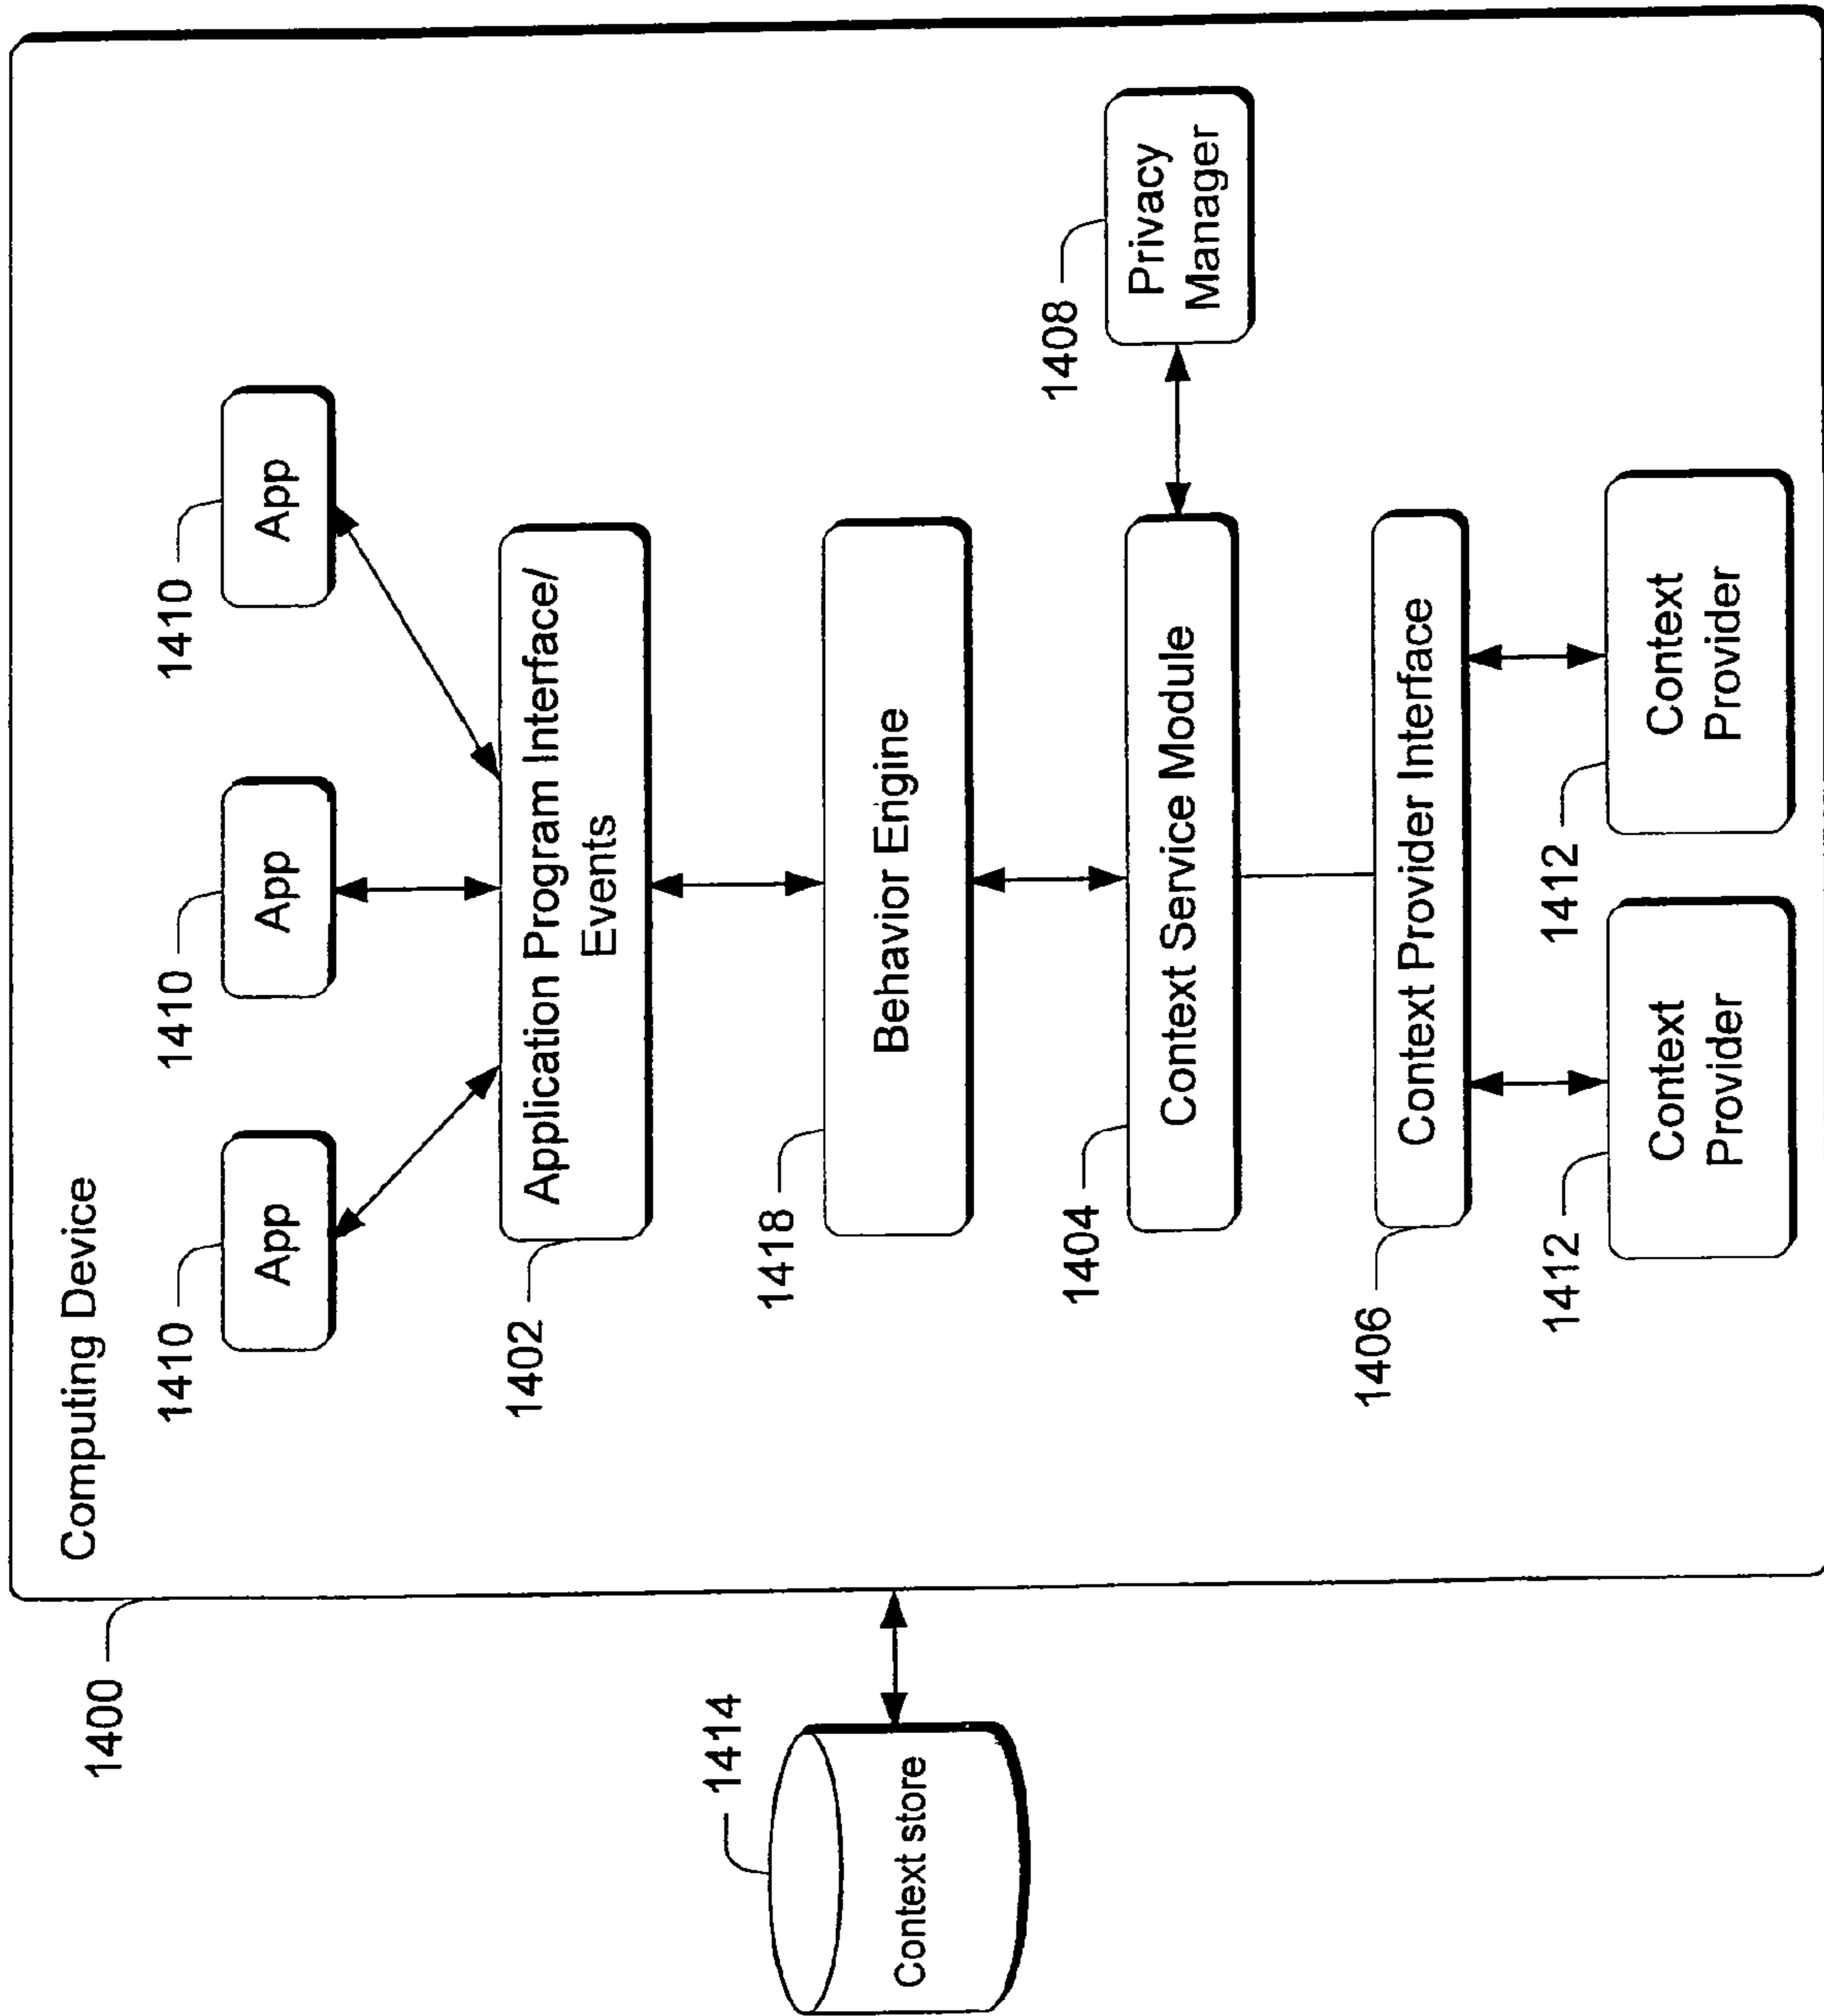 1400
Computing Device
1410
App
1410
App
1410
App
1402
Application Program Interface/
Events
1414
Context store
1418
Behavior Engine
1404
Context Service Module
1408
Privacy
Manager
1406
Context Provider Interface
1412
Context
Provider
1412
Context
Provider